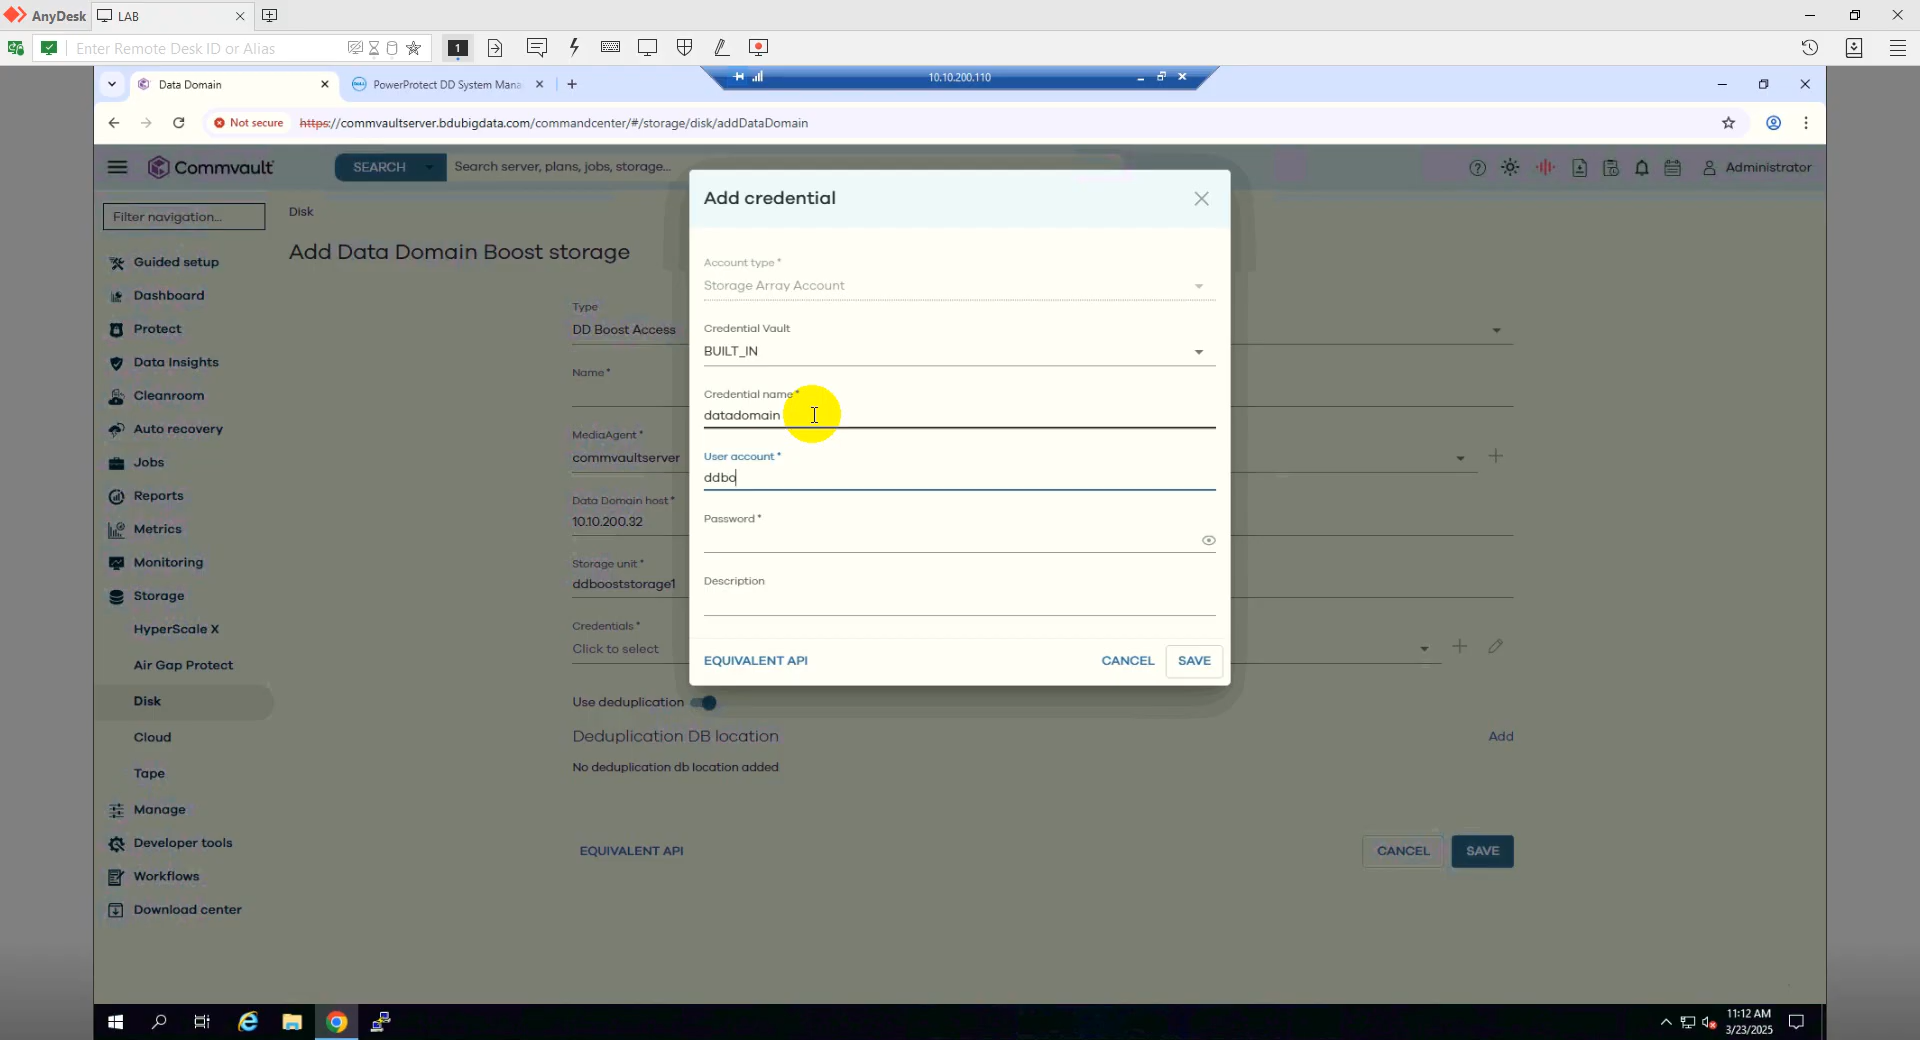 AnyDesk
LAB
Enter Remote Desk ID or Alias
1
Data Domain
PowerProtect DD System Mana
10.10.200.110
Not secure
https://commvaultserver.bdubigdata.com/commandcenter/#/storage/disk/addDataDomain
Commvault
SEARCH
Search server, plans, jobs, storage...
Administrator
Filter navigation...
Guided setup
Dashboard
Protect
Data Insights
Cleanroom
Auto recovery
Jobs
Reports
Metrics
Monitoring
Storage
HyperScale X
Air Gap Protect
Disk
Cloud
Tape
Manage
Developer tools
Workflows
Download center
Disk
Add Data Domain Boost storage
Type
DD Boost Access
Name *
MediaAgent *
commvaultserver
Data Domain host *
10.10.200.32
Storage unit *
ddbooststorage1
Credentials *
Click to select
Use deduplication
Deduplication DB location
Add
No deduplication db location added
EQUIVALENT API
CANCEL
SAVE
Add credential
Account type *
Storage Array Account
Credential Vault
BUILT_IN
Credential name *
datadomain
User account *
ddbo
Password *
Description
EQUIVALENT API
CANCEL
SAVE
11:12 AM
3/23/2025